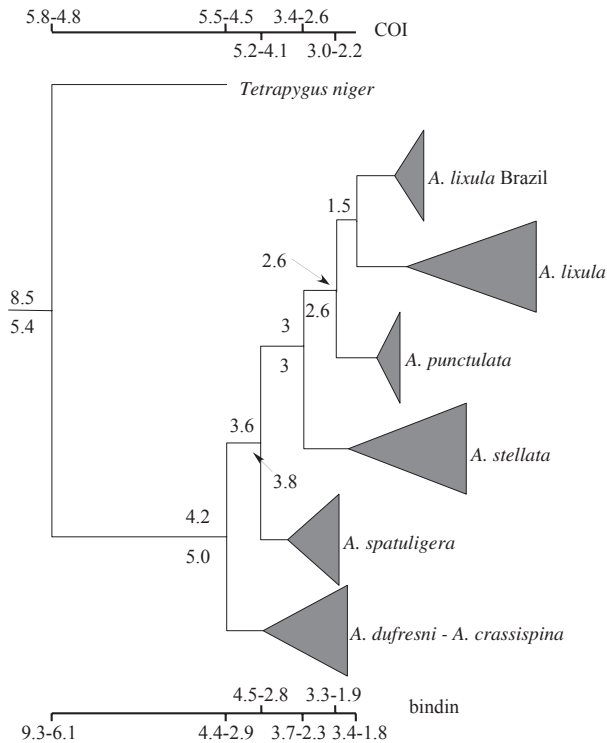 5.8-4.8 5.5-4.5 3.4-2.6
COI
5.2-4.1 3.0-2.2
Tetrapygus niger
A. lixula Brazil
1.5
2.6
A. lixula
8.5
2.6
5.4
3
A. punctulata
3
3.6
A. stellata
3.8
4.2
A. spatuligera
5.0
A. dufresni - A. crassispina
4.5-2.8 3.3-1.9
bindin
9.3-6.1 4.4-2.9 3.7-2.3 3.4-1.8